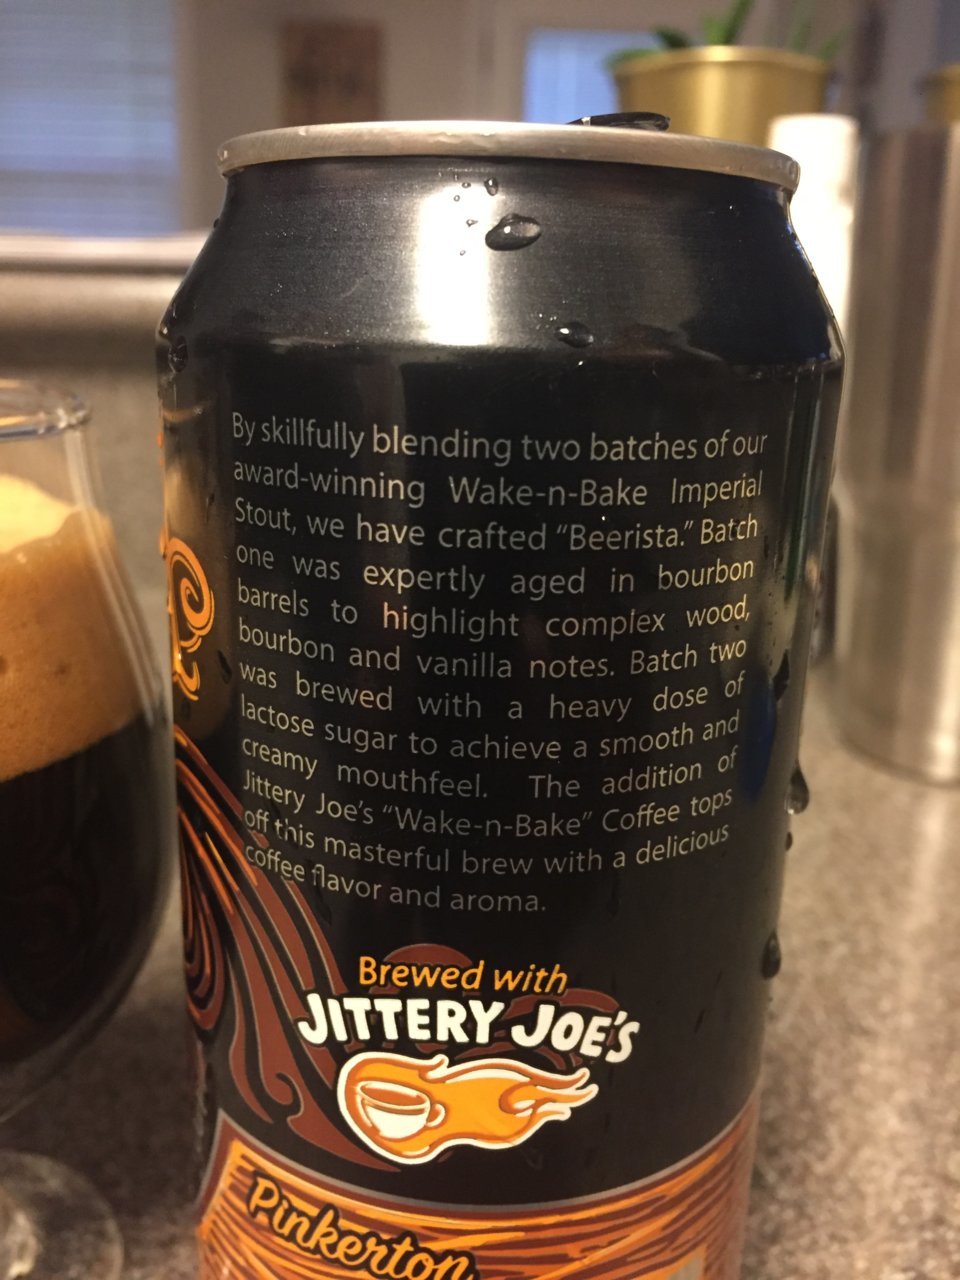 By skillfully blending two batches of our
award-winning Wake-n-Bake Imperial
Stout, we have crafted “Beerista.” Batch
one was expertly aged in bourbon
barrels to highlight complex wood,
bourbon and vanilla notes. Batch two
was brewed with a heavy dose of
lactose sugar to achieve a smooth and
creamy mouthfeel. The addition of
Jittery Joe's “Wake-n-Bake” Coffee tops
off this masterful brew with a delicious
coffee flavor and aroma.
Brewed with
JITTERY JOE'S
Pinkerton